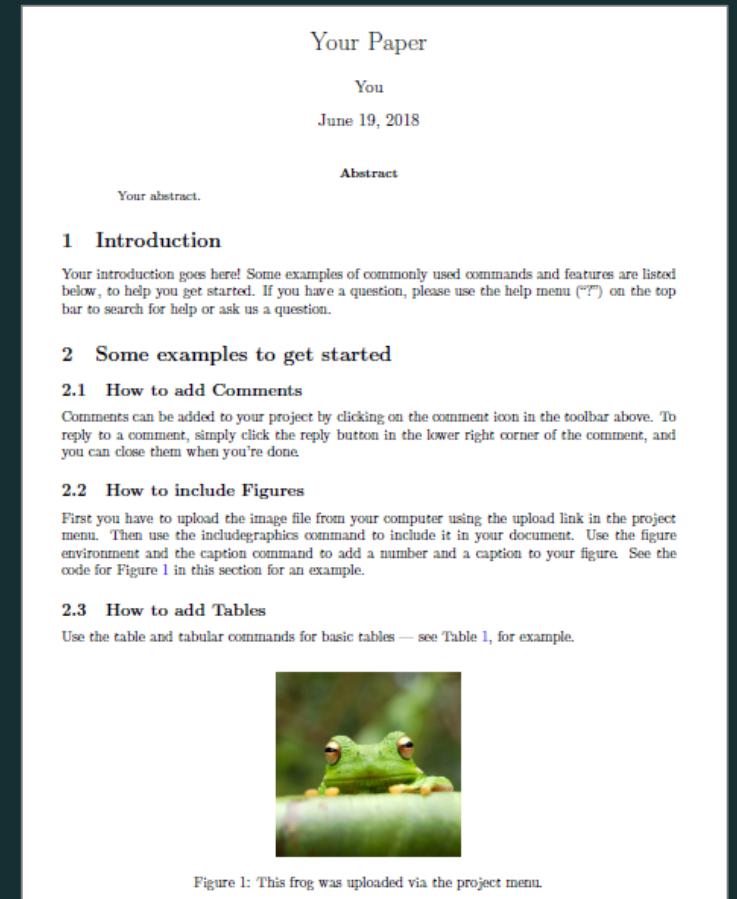 Your Paper
You
June 19, 2018
Abstract
Your abstract.
1 Introduction
Your introduction goes here! Some examples of commonly used commands and features are listed
below, to help you get started. If you have a question, please use the help menu (“?”) on the top
bar to search for help or ask us a question.
2 Some examples to get started
2.1 How to add Comments
Comments can be added to your project by clicking on the comment icon in the toolbar above. To
reply to a comment, simply click the reply button in the lower right corner of the comment, and
you can close them when you’re done.
2.2 How to include Figures
First you have to upload the image file from your computer using the upload link in the project
menu. Then use the includegraphics command to include it in your document. Use the figure
environment and the caption command to add a number and a caption to your figure. See the
code for Figure 1 in this section for an example.
2.3 How to add Tables
Use the table and tabular commands for basic tables — see Table 1, for example.
Figure 1: This frog was uploaded via the project menu.